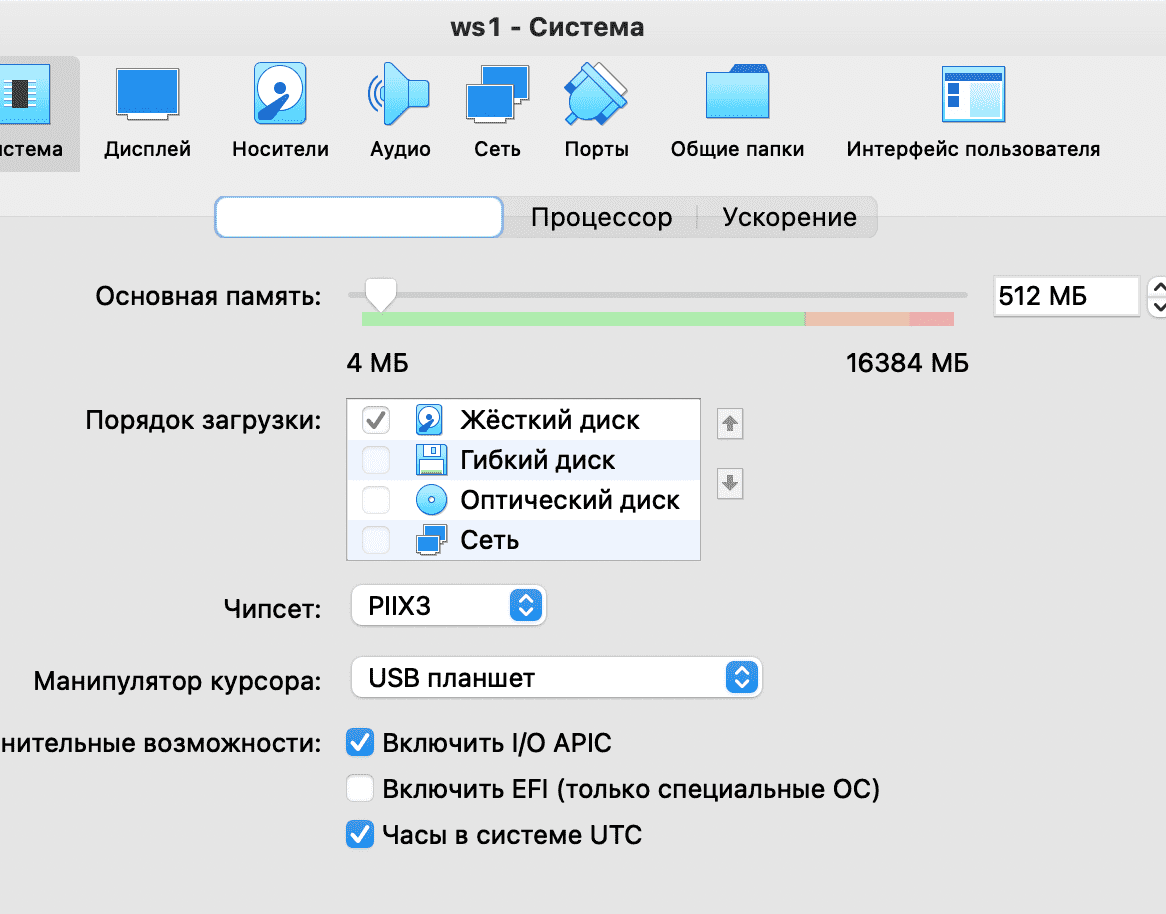 ws1 - Система
истема Дисплей Носители Аудио Сеть Порты Общие папки Интерфейс пользователя
Процессор Ускорение
Основная память: 512 МБ
4 МБ 16384 МБ
Порядок загрузки: Жёсткий диск
Гибкий диск
Оптический диск
Сеть
Чипсет: PIIX3
Манипулятор курсора: USB планшет
нительные возможности: Включить I/O APIC
Включить EFI (только специальные ОС)
Часы в системе UTC